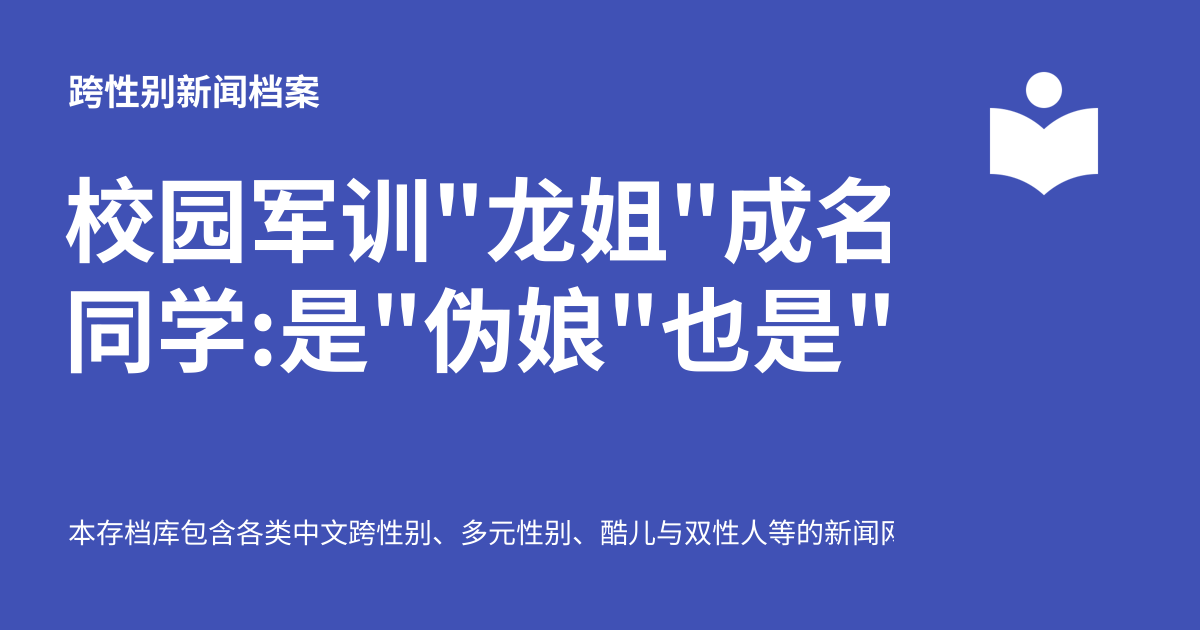 跨性别新闻档案
校园军训"龙姐"成名
同学:是"伪娘"也是"
本存档库包含各类中文跨性别、多元性别、酷儿与双性人等的新闻